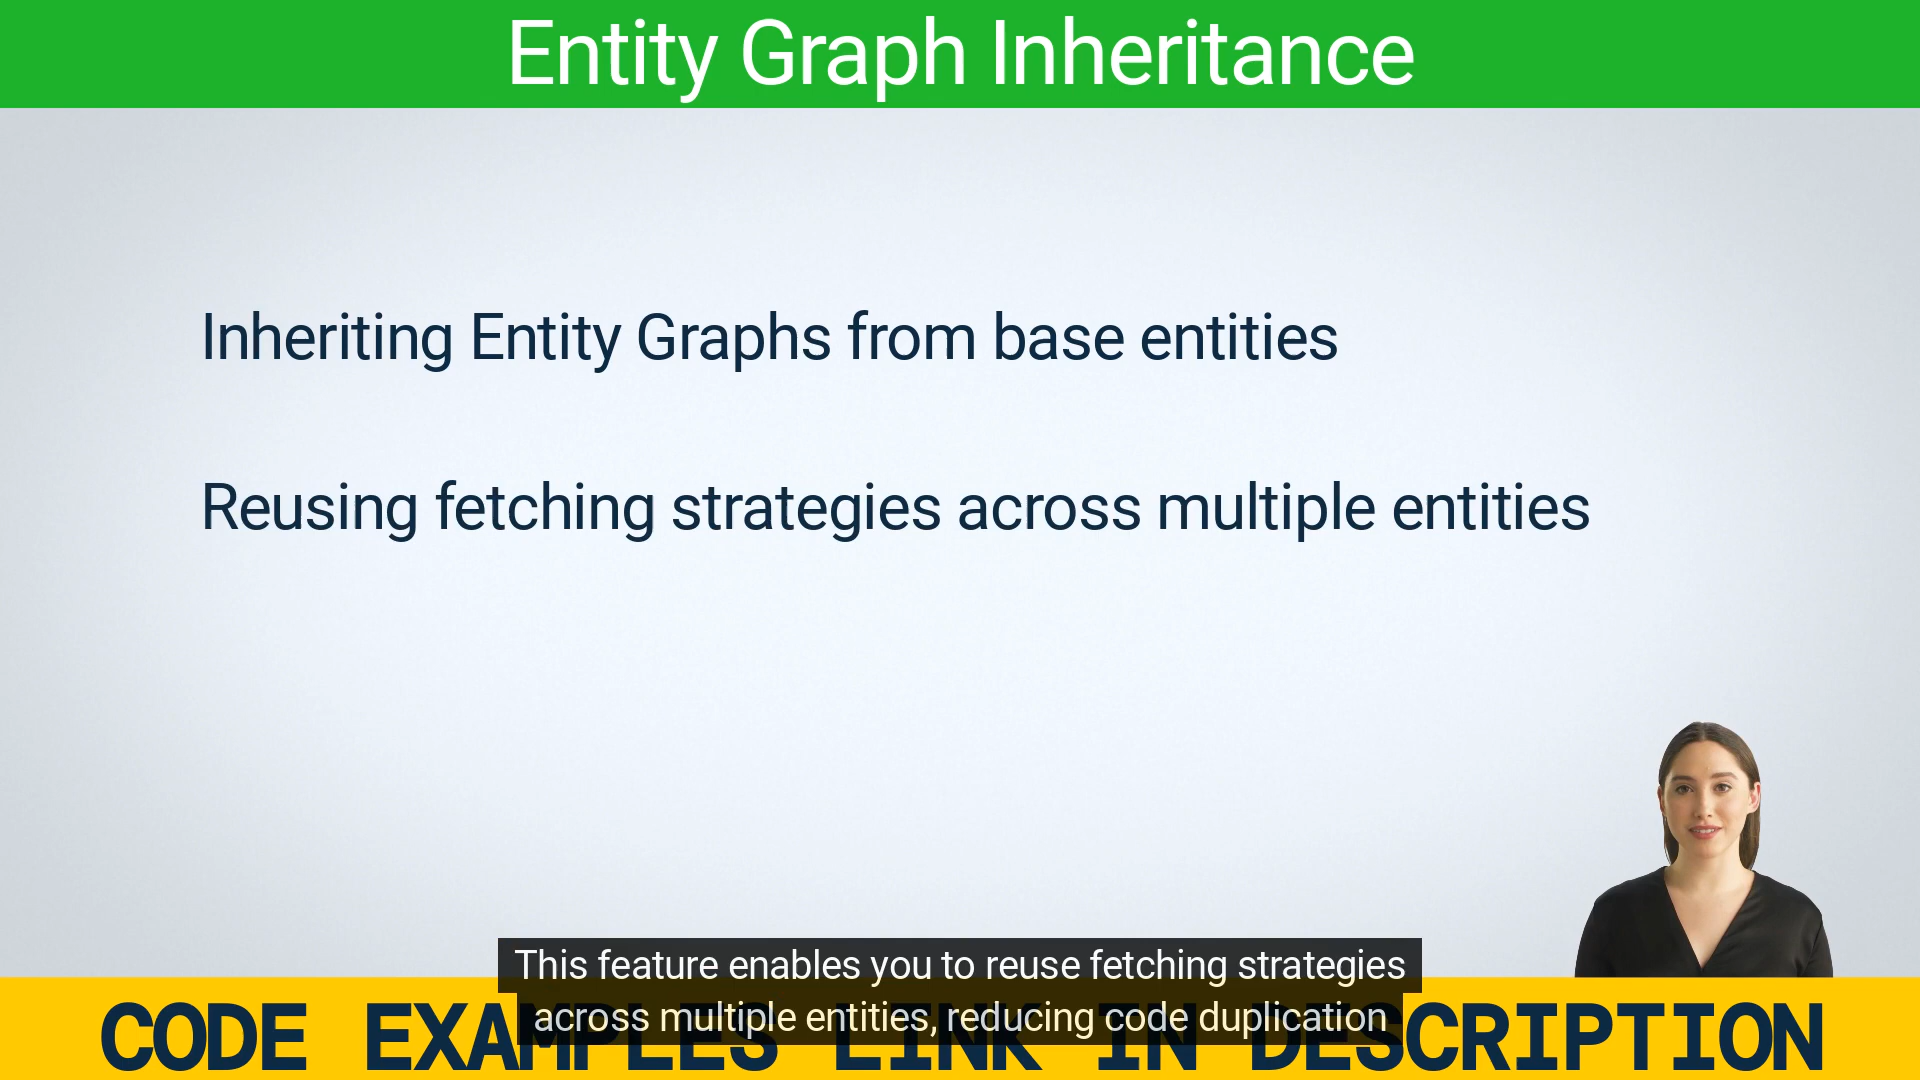 Entity Graph Inheritance
Inheriting Entity Graphs from base entities
Reusing fetching strategies across multiple entities
This feature enables you to reuse fetching strategies
across multiple entities, reducing code duplication
CODE EXAMPLES LINK IN DESCRIPTION